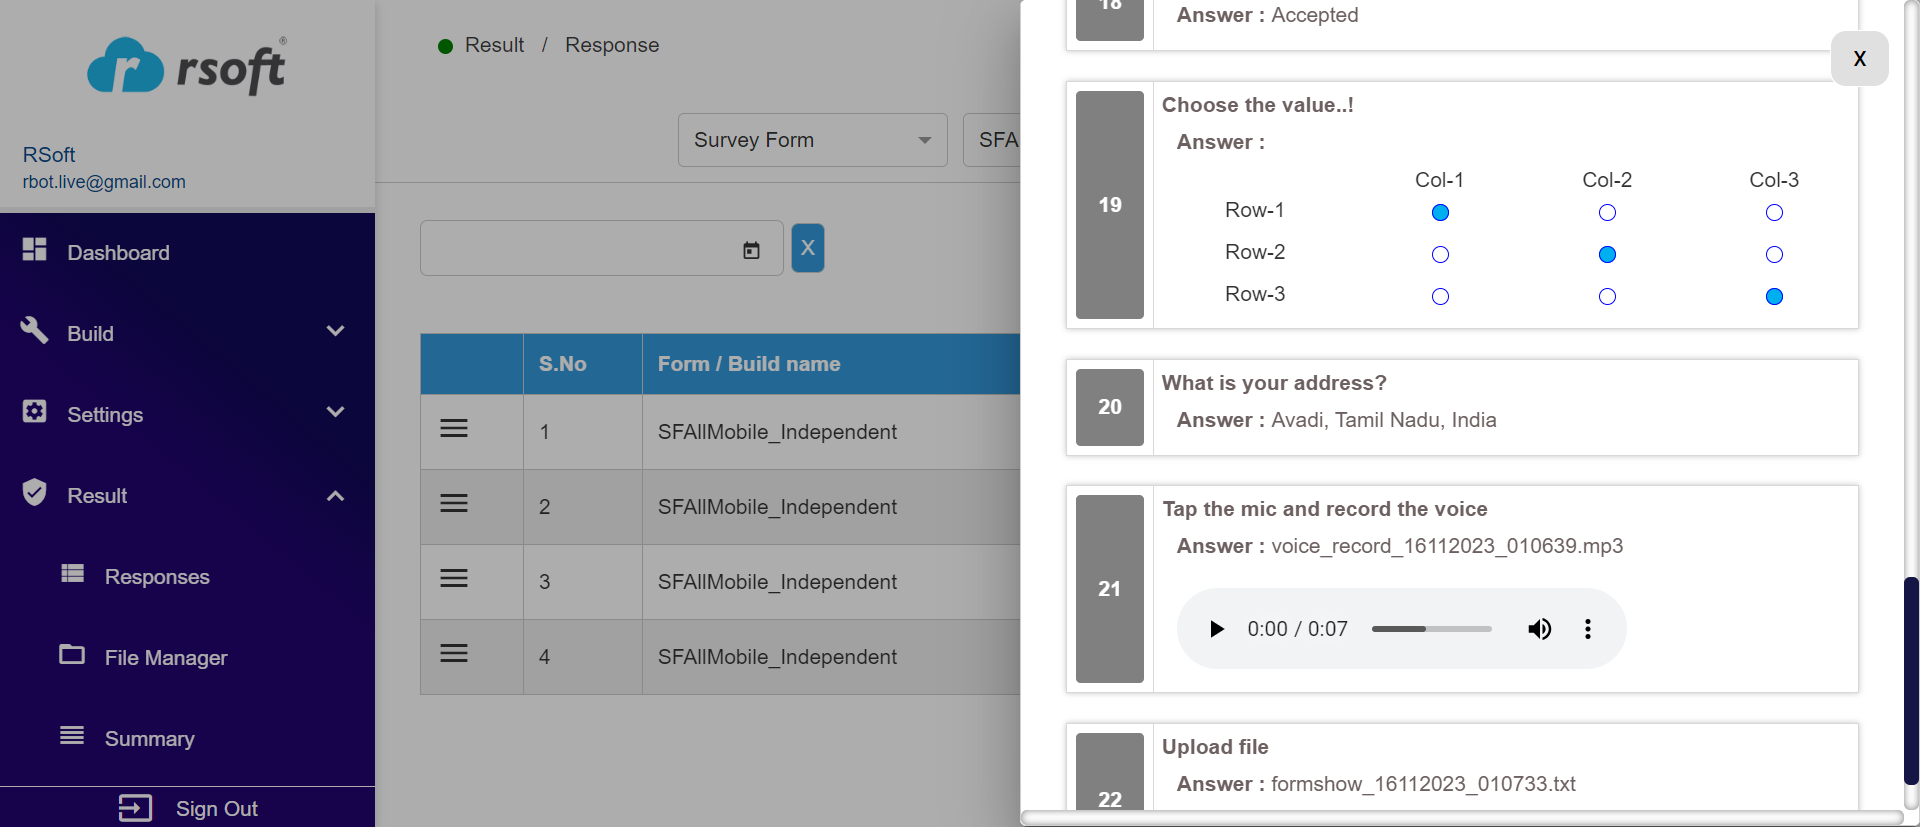 rsoft®
RSoft
rbot.live@gmail.com
Dashboard
Build
Settings
Result
Responses
File Manager
Summary
Sign Out
Result / Response
Survey Form
SFA
X
S.No Form / Build name
1 SFAllMobile_Independent
2 SFAllMobile_Independent
3 SFAllMobile_Independent
4 SFAllMobile_Independent
X
18
Answer : Accepted
19
Choose the value..!
Answer :
Col-1 Col-2 Col-3
Row-1
Row-2
Row-3
20
What is your address?
Answer : Avadi, Tamil Nadu, India
21
Tap the mic and record the voice
Answer : voice_record_16112023_010639.mp3
0:00 / 0:07
22
Upload file
Answer : formshow_16112023_010733.txt